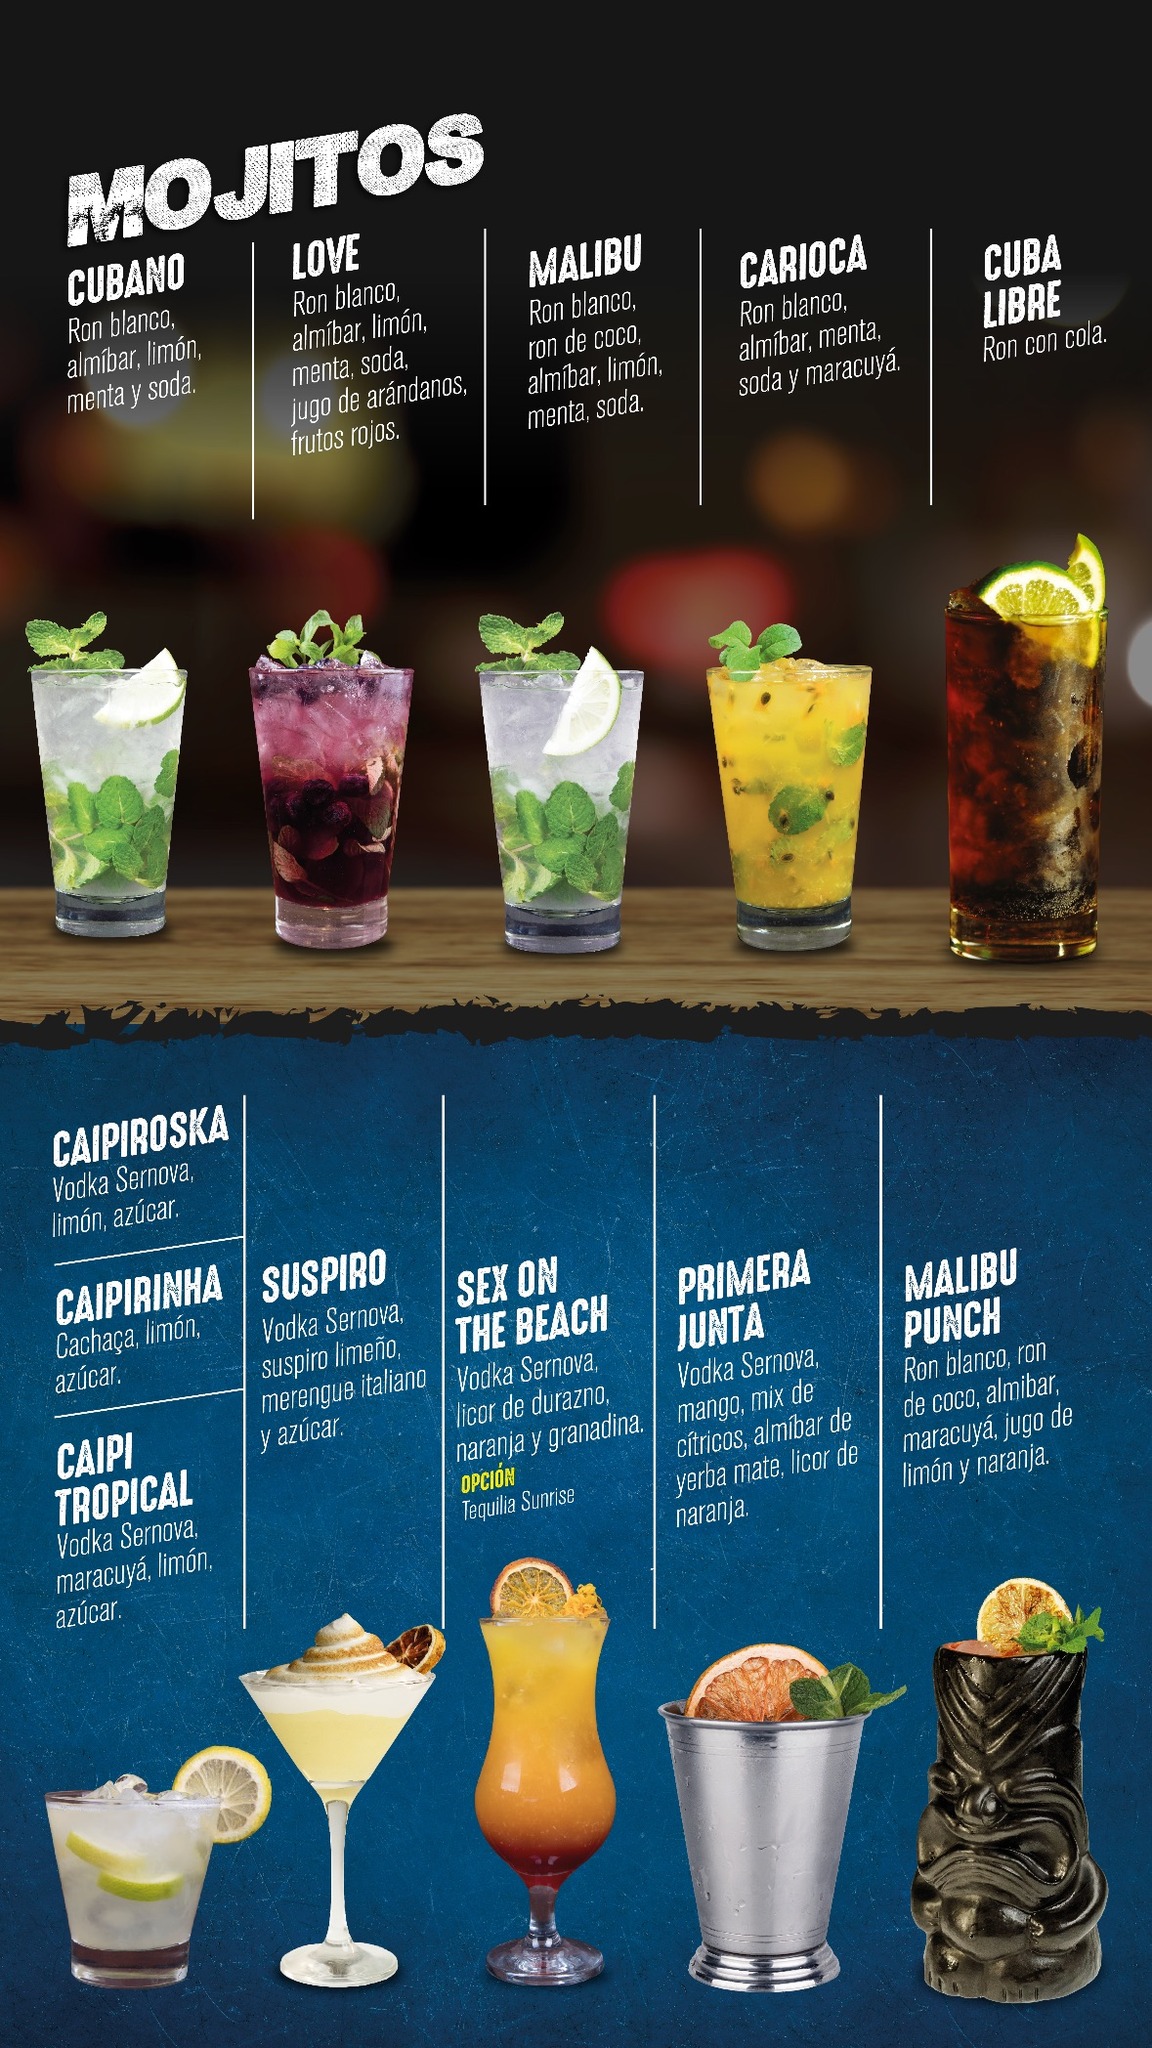 MOJITOS
CUBANO
Ron blanco,
almíbar, limón,
menta y soda.
LOVE
Ron blanco,
almíbar, limón,
menta, soda,
jugo de arándanos,
frutos rojos.
MALIBU
Ron blanco,
ron de coco,
almíbar, limón,
menta, soda.
CARIOCA
Ron blanco,
almíbar, menta,
soda y maracuyá.
CUBA
LIBRE
Ron con cola.
CAIPIROSKA
Vodka Sernova,
limón, azúcar.
CAIPIRINHA
Cachaça, limón,
azúcar.
CAIPI
TROPICAL
Vodka Sernova,
maracuyá, limón,
azúcar.
SUSPIRO
Vodka Sernova,
suspiro limeño,
merengue italiano
y azúcar.
SEX ON
THE BEACH
Vodka Sernova,
licor de durazno,
naranja y granadina.
OPCIÓN
Tequilia Sunrise
PRIMERA
JUNTA
Vodka Sernova,
mango, mix de
cítricos, almíbar de
yerba mate, licor de
naranja.
MALIBU
PUNCH
Ron blanco, ron
de coco, almibar,
maracuyá, jugo de
limón y naranja.